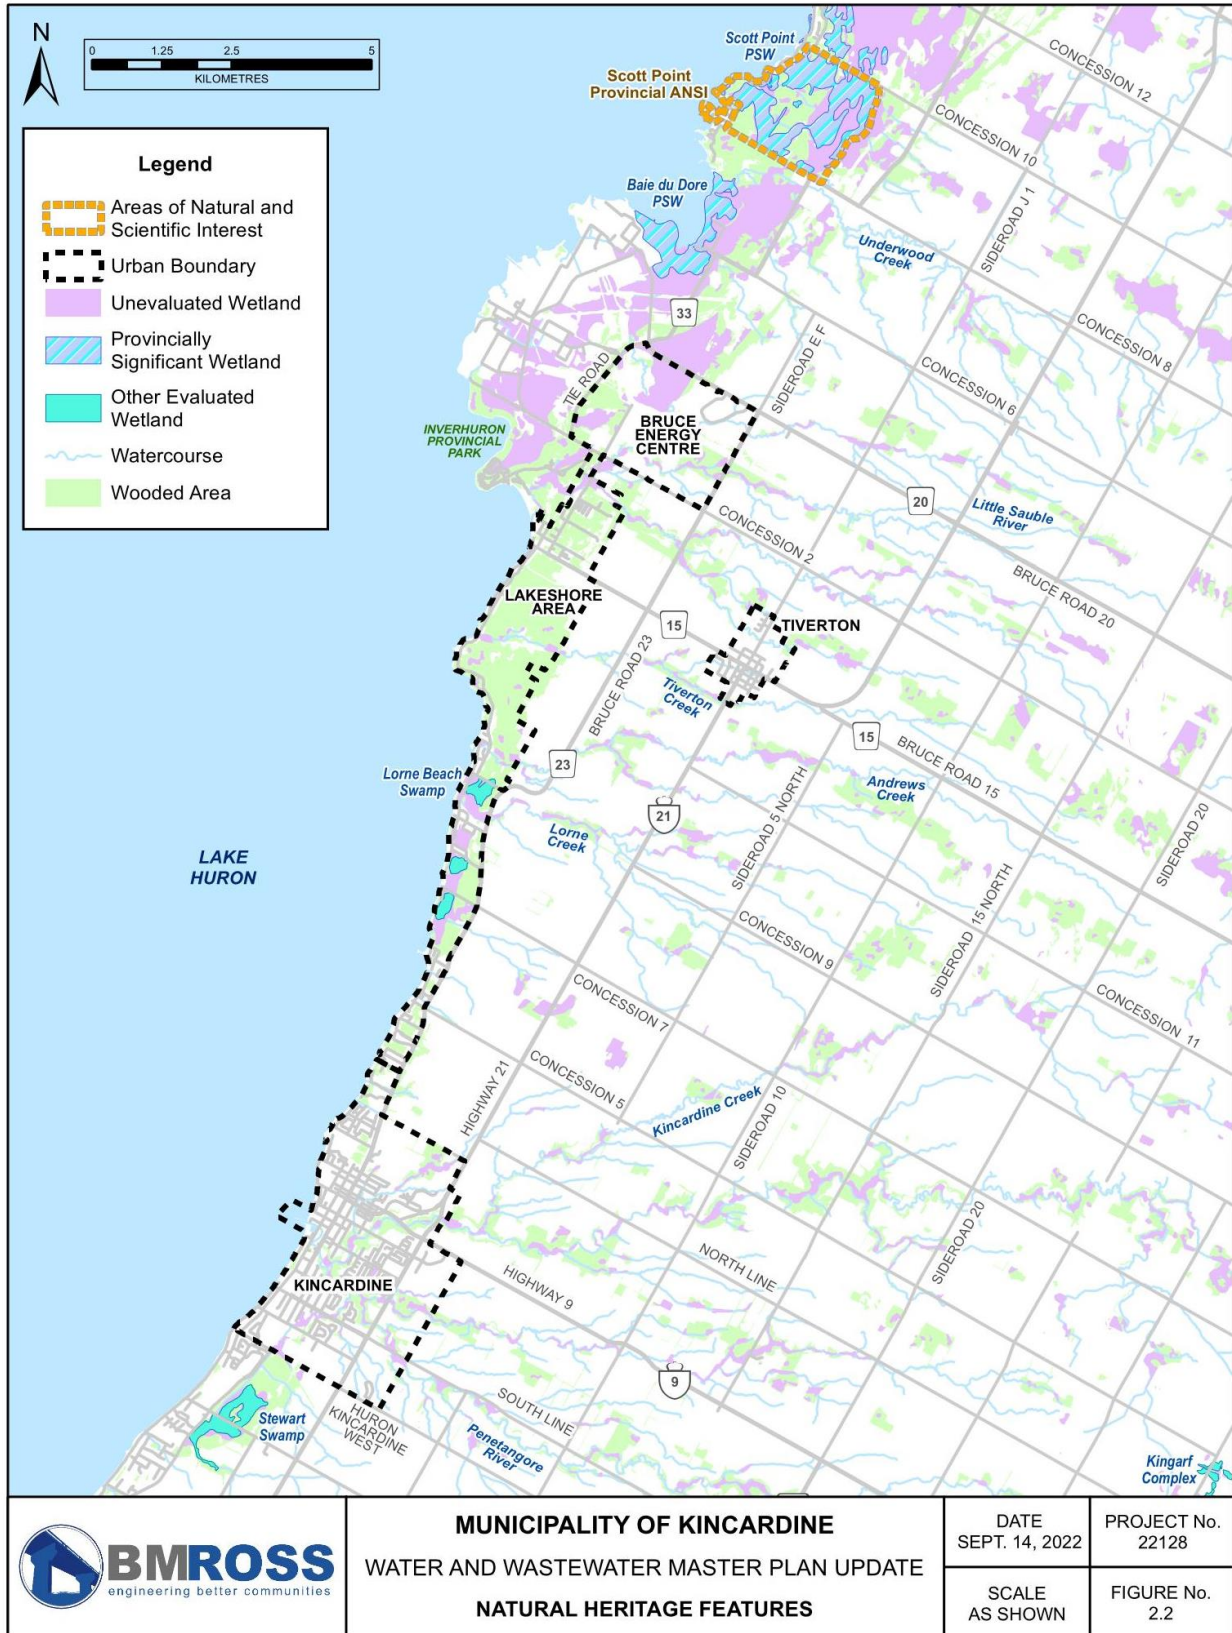 N
0 1.25 2.5 5
KILOMETRES
Legend
Areas of Natural and
Scientific Interest
Urban Boundary
Unevaluated Wetland
Provincially
Significant Wetland
Other Evaluated
Wetland
Watercourse
Wooded Area
Scott Point
PSW
Scott Point
Provincial ANSI
CONCESSION 12
CONCESSION 10
Baie du Dore
PSW
SIDEROAD J 1
Underwood
Creek
33
CONCESSION 8
SIDEROAD E F
CONCESSION 6
TIE ROAD
INVERHURON
PROVINCIAL
PARK
BRUCE
ENERGY
CENTRE
20
Little Sauble
River
CONCESSION 2
BRUCE ROAD 20
LAKESHORE
AREA
15
TIVERTON
BRUCE ROAD 23
Tiverton
Creek
15
BRUCE ROAD 15
23
Lorne Beach
Swamp
Andrews
Creek
21
Lorne
Creek
SIDEROAD 5 NORTH
SIDEROAD 20
LAKE
HURON
SIDEROAD 15 NORTH
CONCESSION 9
CONCESSION 7
CONCESSION 11
CONCESSION 5
HIGHWAY 21
Kincardine Creek
SIDEROAD 10
SIDEROAD 20
NORTH LINE
KINCARDINE
HIGHWAY 9
9
SOUTH LINE
HURON
KINCARDINE
WEST
Stewart
Swamp
Penetangore
River
Kingarf
Complex
BMROSS
engineering better communities
MUNICIPALITY OF KINCARDINE
WATER AND WASTEWATER MASTER PLAN UPDATE
NATURAL HERITAGE FEATURES
DATE
SEPT. 14, 2022
PROJECT No.
22128
SCALE
AS SHOWN
FIGURE No.
2.2